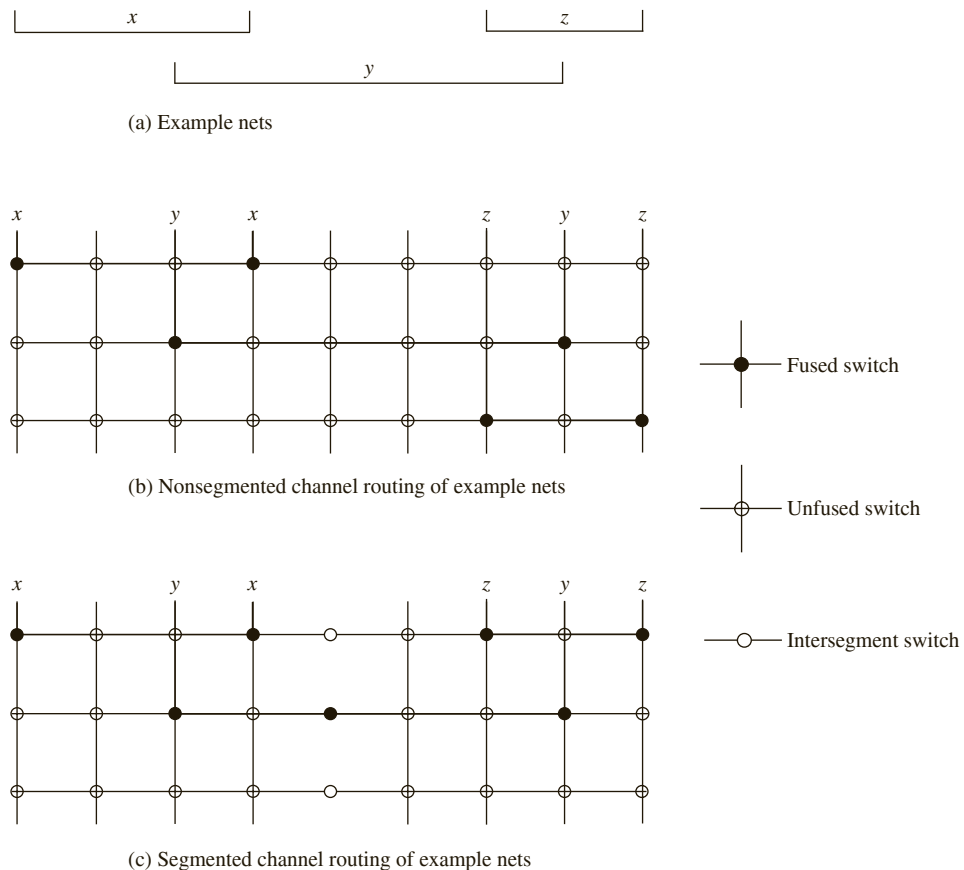 x z
y
(a) Example nets
x y x z y z
(b) Nonsegmented channel routing of example nets
Fused switch
Unfused switch
x y x z y z
Intersegment switch
(c) Segmented channel routing of example nets